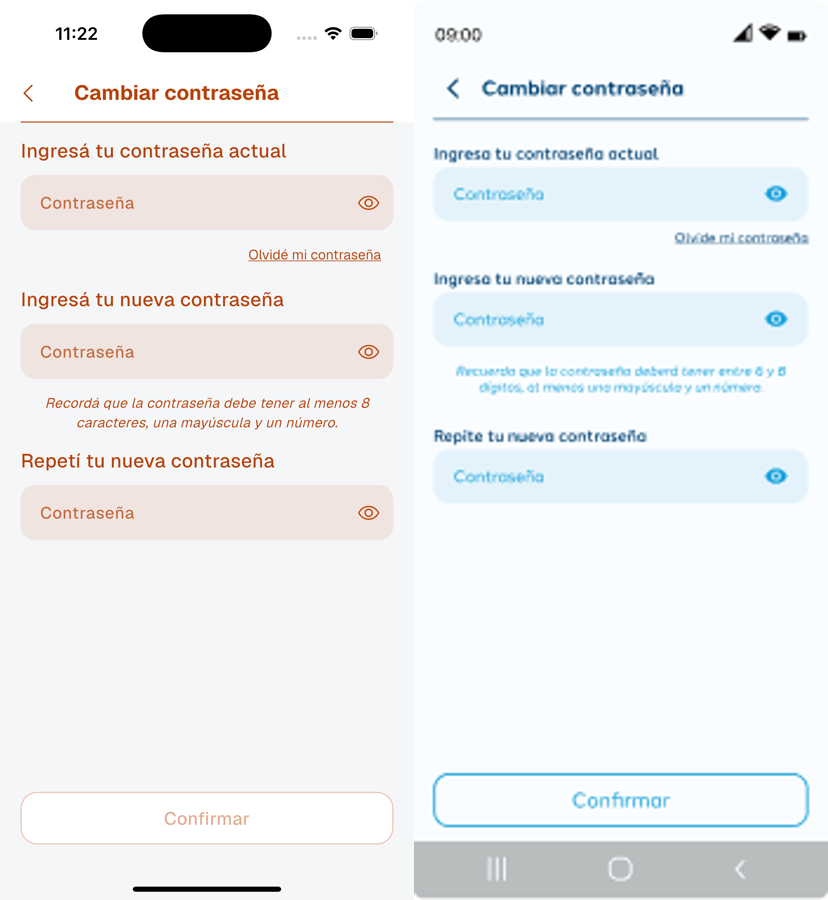 11:22
Cambiar contraseña
Ingresá tu contraseña actual
Contraseña
Olvidé mi contraseña
Ingresá tu nueva contraseña
Contraseña
Recordá que la contraseña debe tener al menos 8
caracteres, una mayúscula y un número.
Repetí tu nueva contraseña
Contraseña
Confirmar
09:00
Cambiar contraseña
Ingresa tu contraseña actual
Contraseña
Olvide mi contraseña
Ingresa tu nueva contraseña
Contraseña
Recuerda que la contraseña deberá tener entre 6 y 8
dígitos, al menos una mayúscula y un número.
Repite tu nueva contraseña
Contraseña
Confirmar